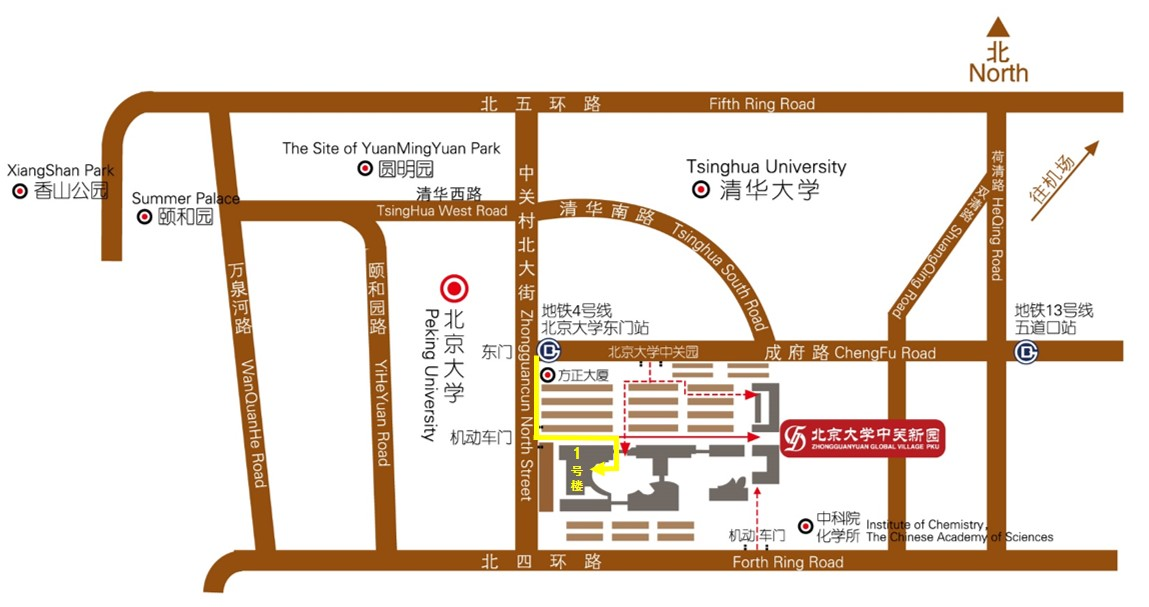 北
North
北五环路 Fifth Ring Road
XiangShan Park
香山公园
The Site of YuanMingYuan Park
圆明园
Summer Palace
颐和园
清华西路
TsingHua West Road
中关村北大街 Zhongguancun North Street
清华南路 Tsinghua South Road
Tsinghua University
清华大学
荷清路 HeQing Road
双清路 ShuangQing Road
往机场
万泉河路 WanQuanHe Road
颐和园路 YiHeYuan Road
北京大学
Peking University
地铁4号线
北京大学东门站
地铁13号线
五道口站
东门
北京大学中关园
成府路 ChengFu Road
方正大厦
机动车门
北京大学中关新园
ZHONGGUANYUAN GLOBAL VILLAGE PKU
1号楼
机动车门
中科院
化学所
Institute of Chemistry,
The Chinese Academy of Sciences
北四环路 Forth Ring Road